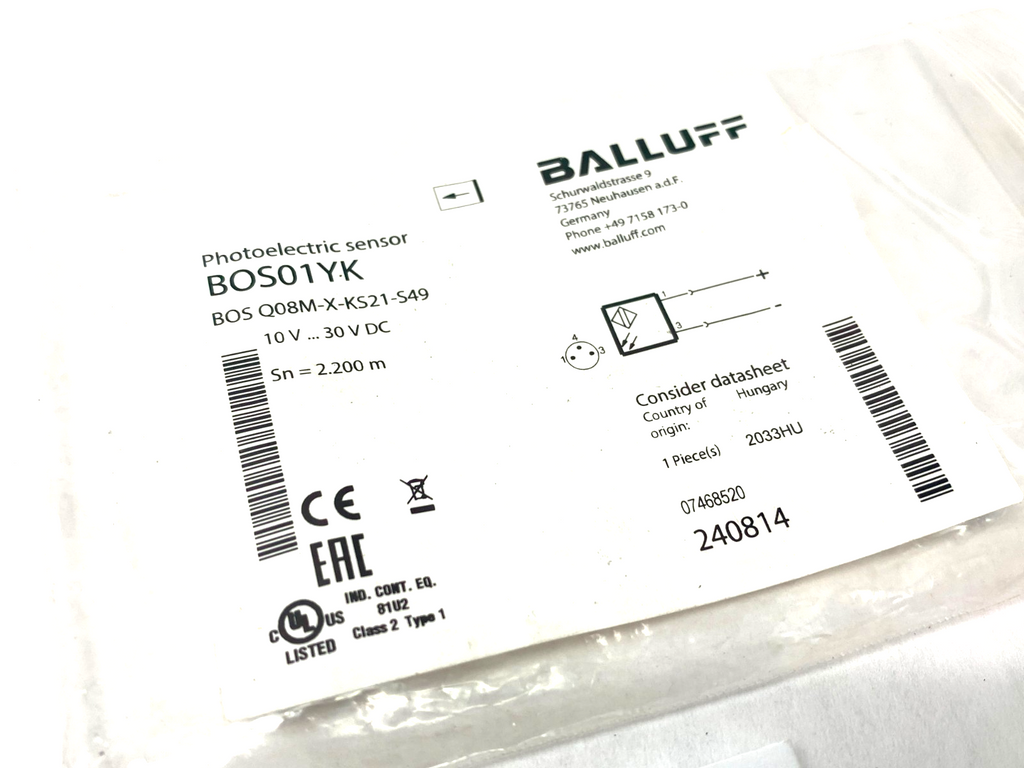 BALLUFF
Schurwaldstrasse 9
73765 Neuhausen a.d.F.
Germany
Phone +49 7158 173-0
www.balluff.com
Photoelectric sensor
BOS01YK
BOS Q08M-X-KS21-S49
10 V ... 30 V DC
Sn = 2.200 m
1 +
3 -
4
1 3
Consider datasheet
Country of origin: Hungary
1 Piece(s) 2033HU
07468520
240814
CE
EAC
C UL US
LISTED
IND. CONT. EQ.
81U2
Class 2 Type 1